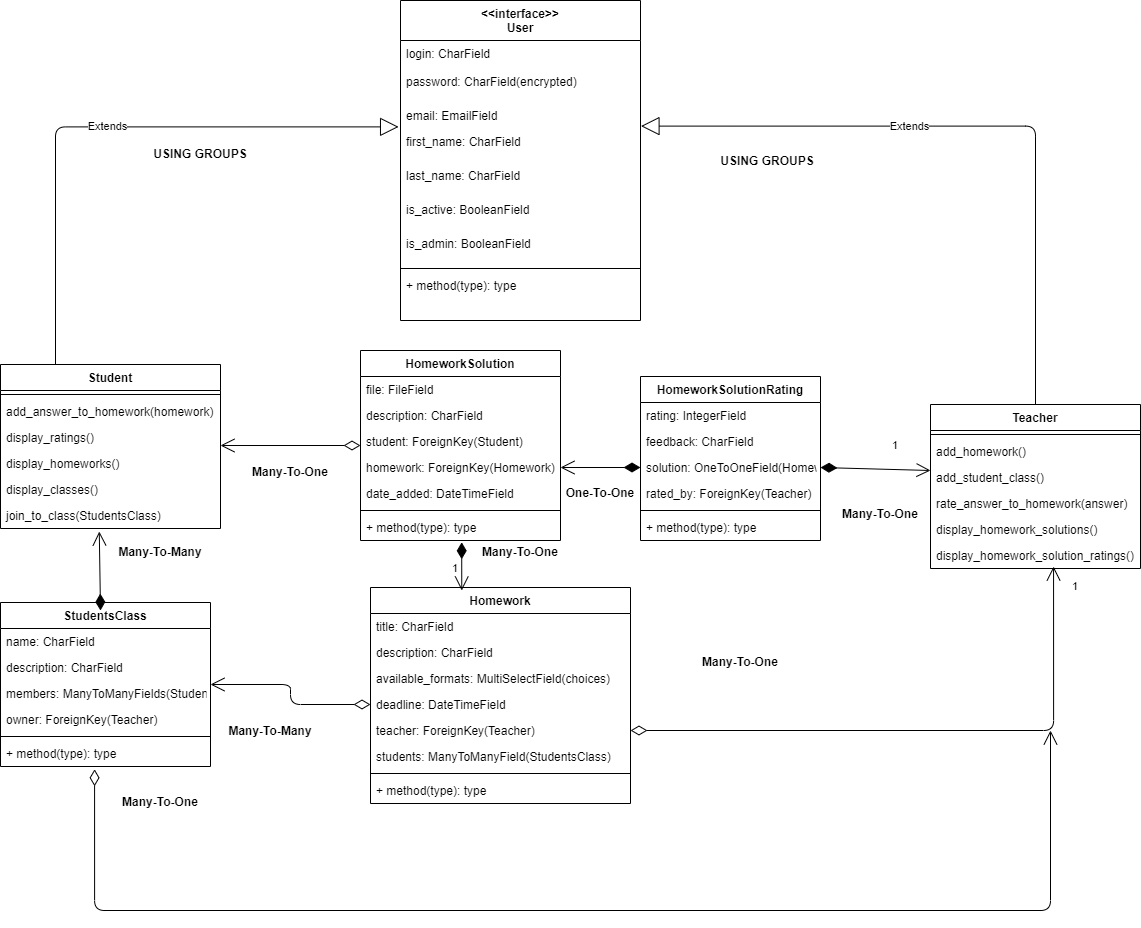 <<interface>>
User
login: CharField
password: CharField(encrypted)
email: EmailField
first_name: CharField
last_name: CharField
is_active: BooleanField
is_admin: BooleanField
+ method(type): type
Extends
USING GROUPS
Extends
USING GROUPS
Student
add_answer_to_homework(homework)
display_ratings()
display_homeworks()
display_classes()
join_to_class(StudentsClass)
Many-To-One
HomeworkSolution
file: FileField
description: CharField
student: ForeignKey(Student)
homework: ForeignKey(Homework)
date_added: DateTimeField
+ method(type): type
One-To-One
HomeworkSolutionRating
rating: IntegerField
feedback: CharField
solution: OneToOneField(Homew
rated_by: ForeignKey(Teacher)
+ method(type): type
1
Many-To-One
Teacher
add_homework()
add_student_class()
rate_answer_to_homework(answer)
display_homework_solutions()
display_homework_solution_ratings()
Many-To-Many
Many-To-One
1
1
StudentsClass
name: CharField
description: CharField
members: ManyToManyFields(Studen
owner: ForeignKey(Teacher)
+ method(type): type
Many-To-Many
Homework
title: CharField
description: CharField
available_formats: MultiSelectField(choices)
deadline: DateTimeField
teacher: ForeignKey(Teacher)
students: ManyToManyField(StudentsClass)
+ method(type): type
Many-To-One
Many-To-One